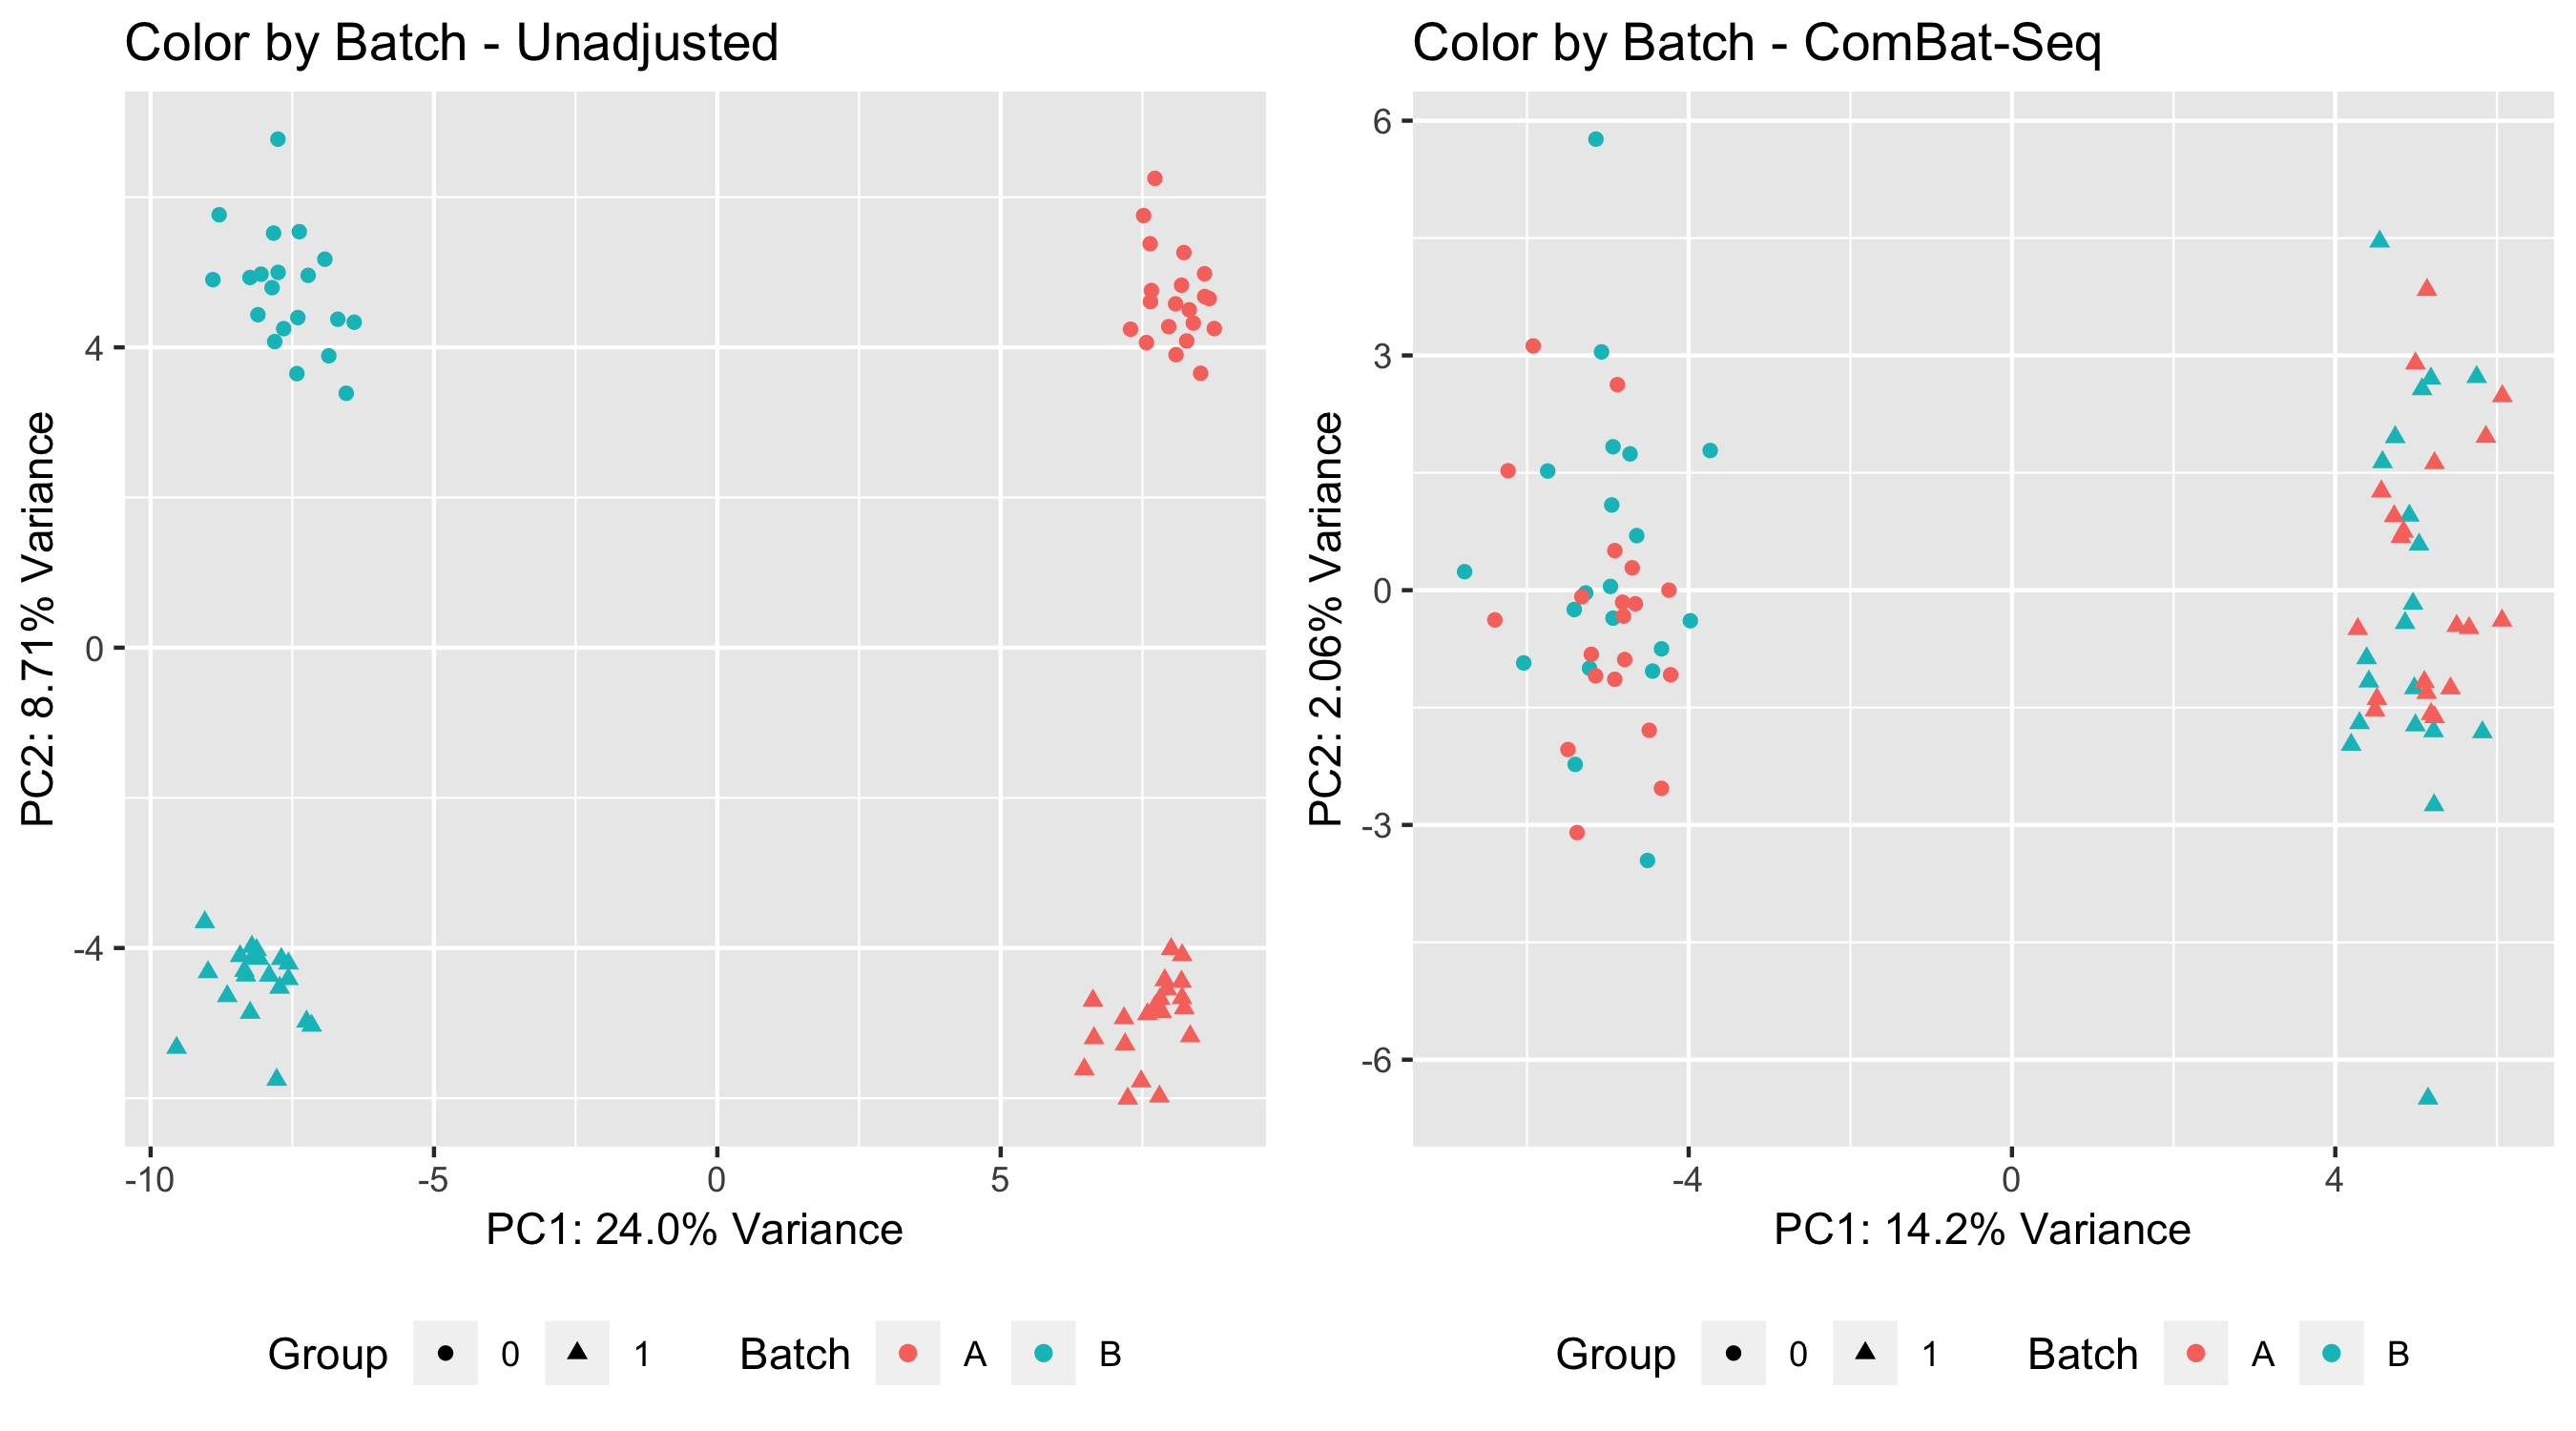 Color by Batch - Unadjusted
PC2: 8.71% Variance
4
0
-4
-10 -5 0 5
PC1: 24.0% Variance
Group 0 1 Batch A B
Color by Batch - ComBat-Seq
PC2: 2.06% Variance
6
3
0
-3
-6
-4 0 4
PC1: 14.2% Variance
Group 0 1 Batch A B